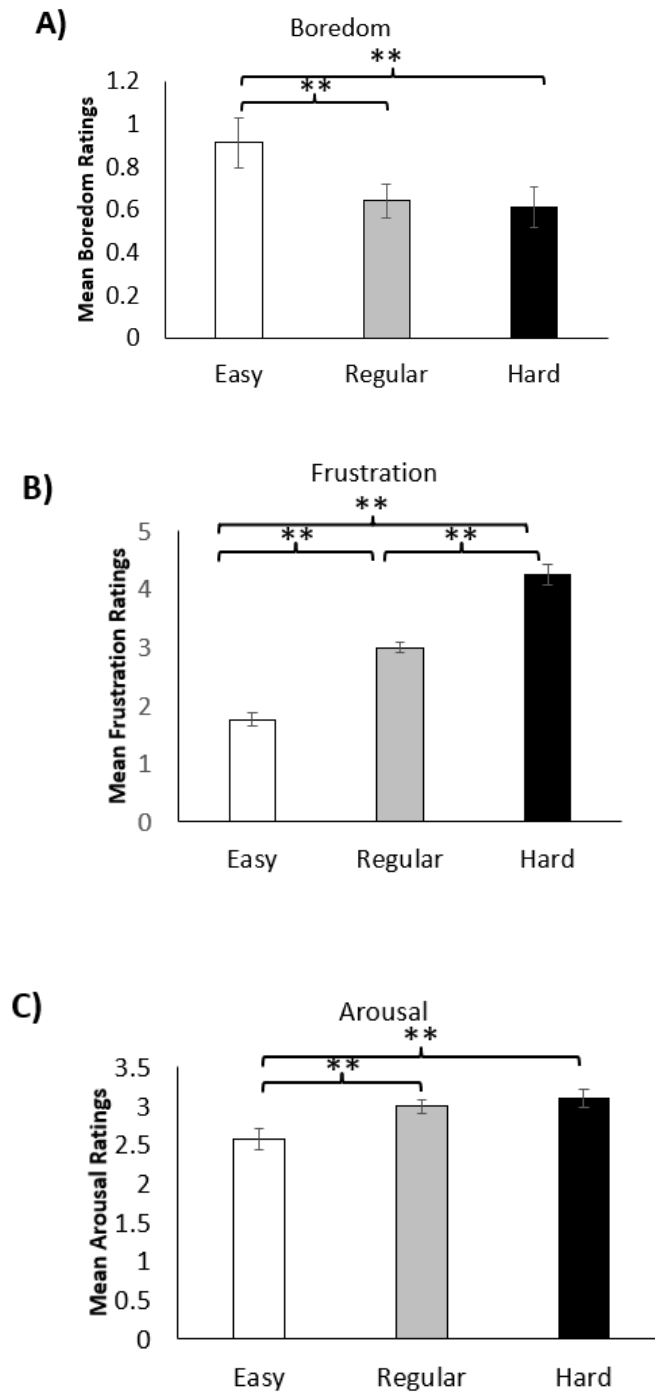 A)
Boredom
**
**
Mean Boredom Ratings
1.2
1
0.8
0.6
0.4
0.2
0
Easy Regular Hard
B)
Frustration
**
** **
Mean Frustration Ratings
5
4
3
2
1
0
Easy Regular Hard
C)
Arousal
**
**
Mean Arousal Ratings
3.5
3
2.5
2
1.5
1
0.5
0
Easy Regular Hard